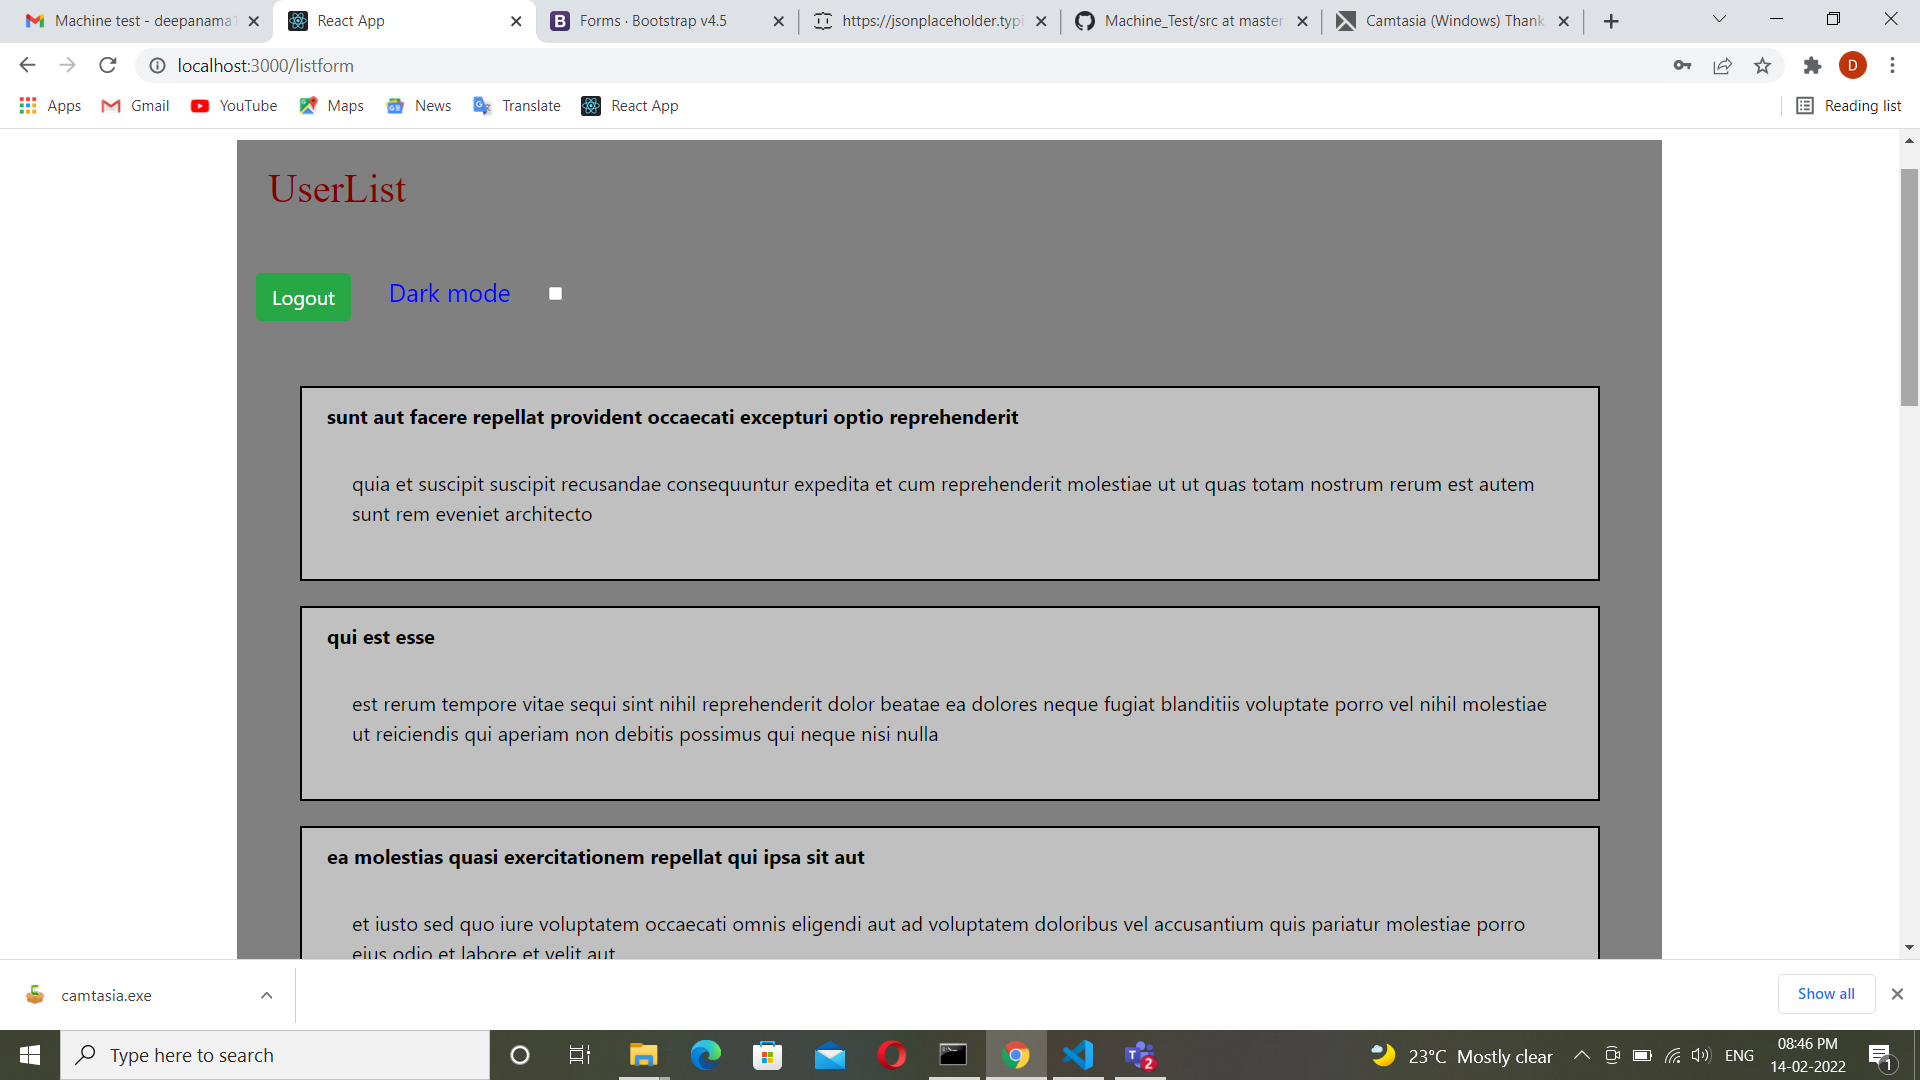 Machine test - deepanama
React App
Forms · Bootstrap v4.5
https://jsonplaceholder.typi
Machine_Test/src at master
Camtasia (Windows) Thank
localhost:3000/listform
D
Apps
Gmail
YouTube
Maps
News
Translate
React App
Reading list
UserList
Logout
Dark mode
sunt aut facere repellat provident occaecati excepturi optio reprehenderit
quia et suscipit suscipit recusandae consequuntur expedita et cum reprehenderit molestiae ut ut quas totam nostrum rerum est autem
sunt rem eveniet architecto
qui est esse
est rerum tempore vitae sequi sint nihil reprehenderit dolor beatae ea dolores neque fugiat blanditiis voluptate porro vel nihil molestiae
ut reiciendis qui aperiam non debitis possimus qui neque nisi nulla
ea molestias quasi exercitationem repellat qui ipsa sit aut
et iusto sed quo iure voluptatem occaecati omnis eligendi aut ad voluptatem doloribus vel accusantium quis pariatur molestiae porro
eius odio et labore et velit aut
camtasia.exe
Show all
Type here to search
2
23°C Mostly clear
ENG
08:46 PM
14-02-2022
1